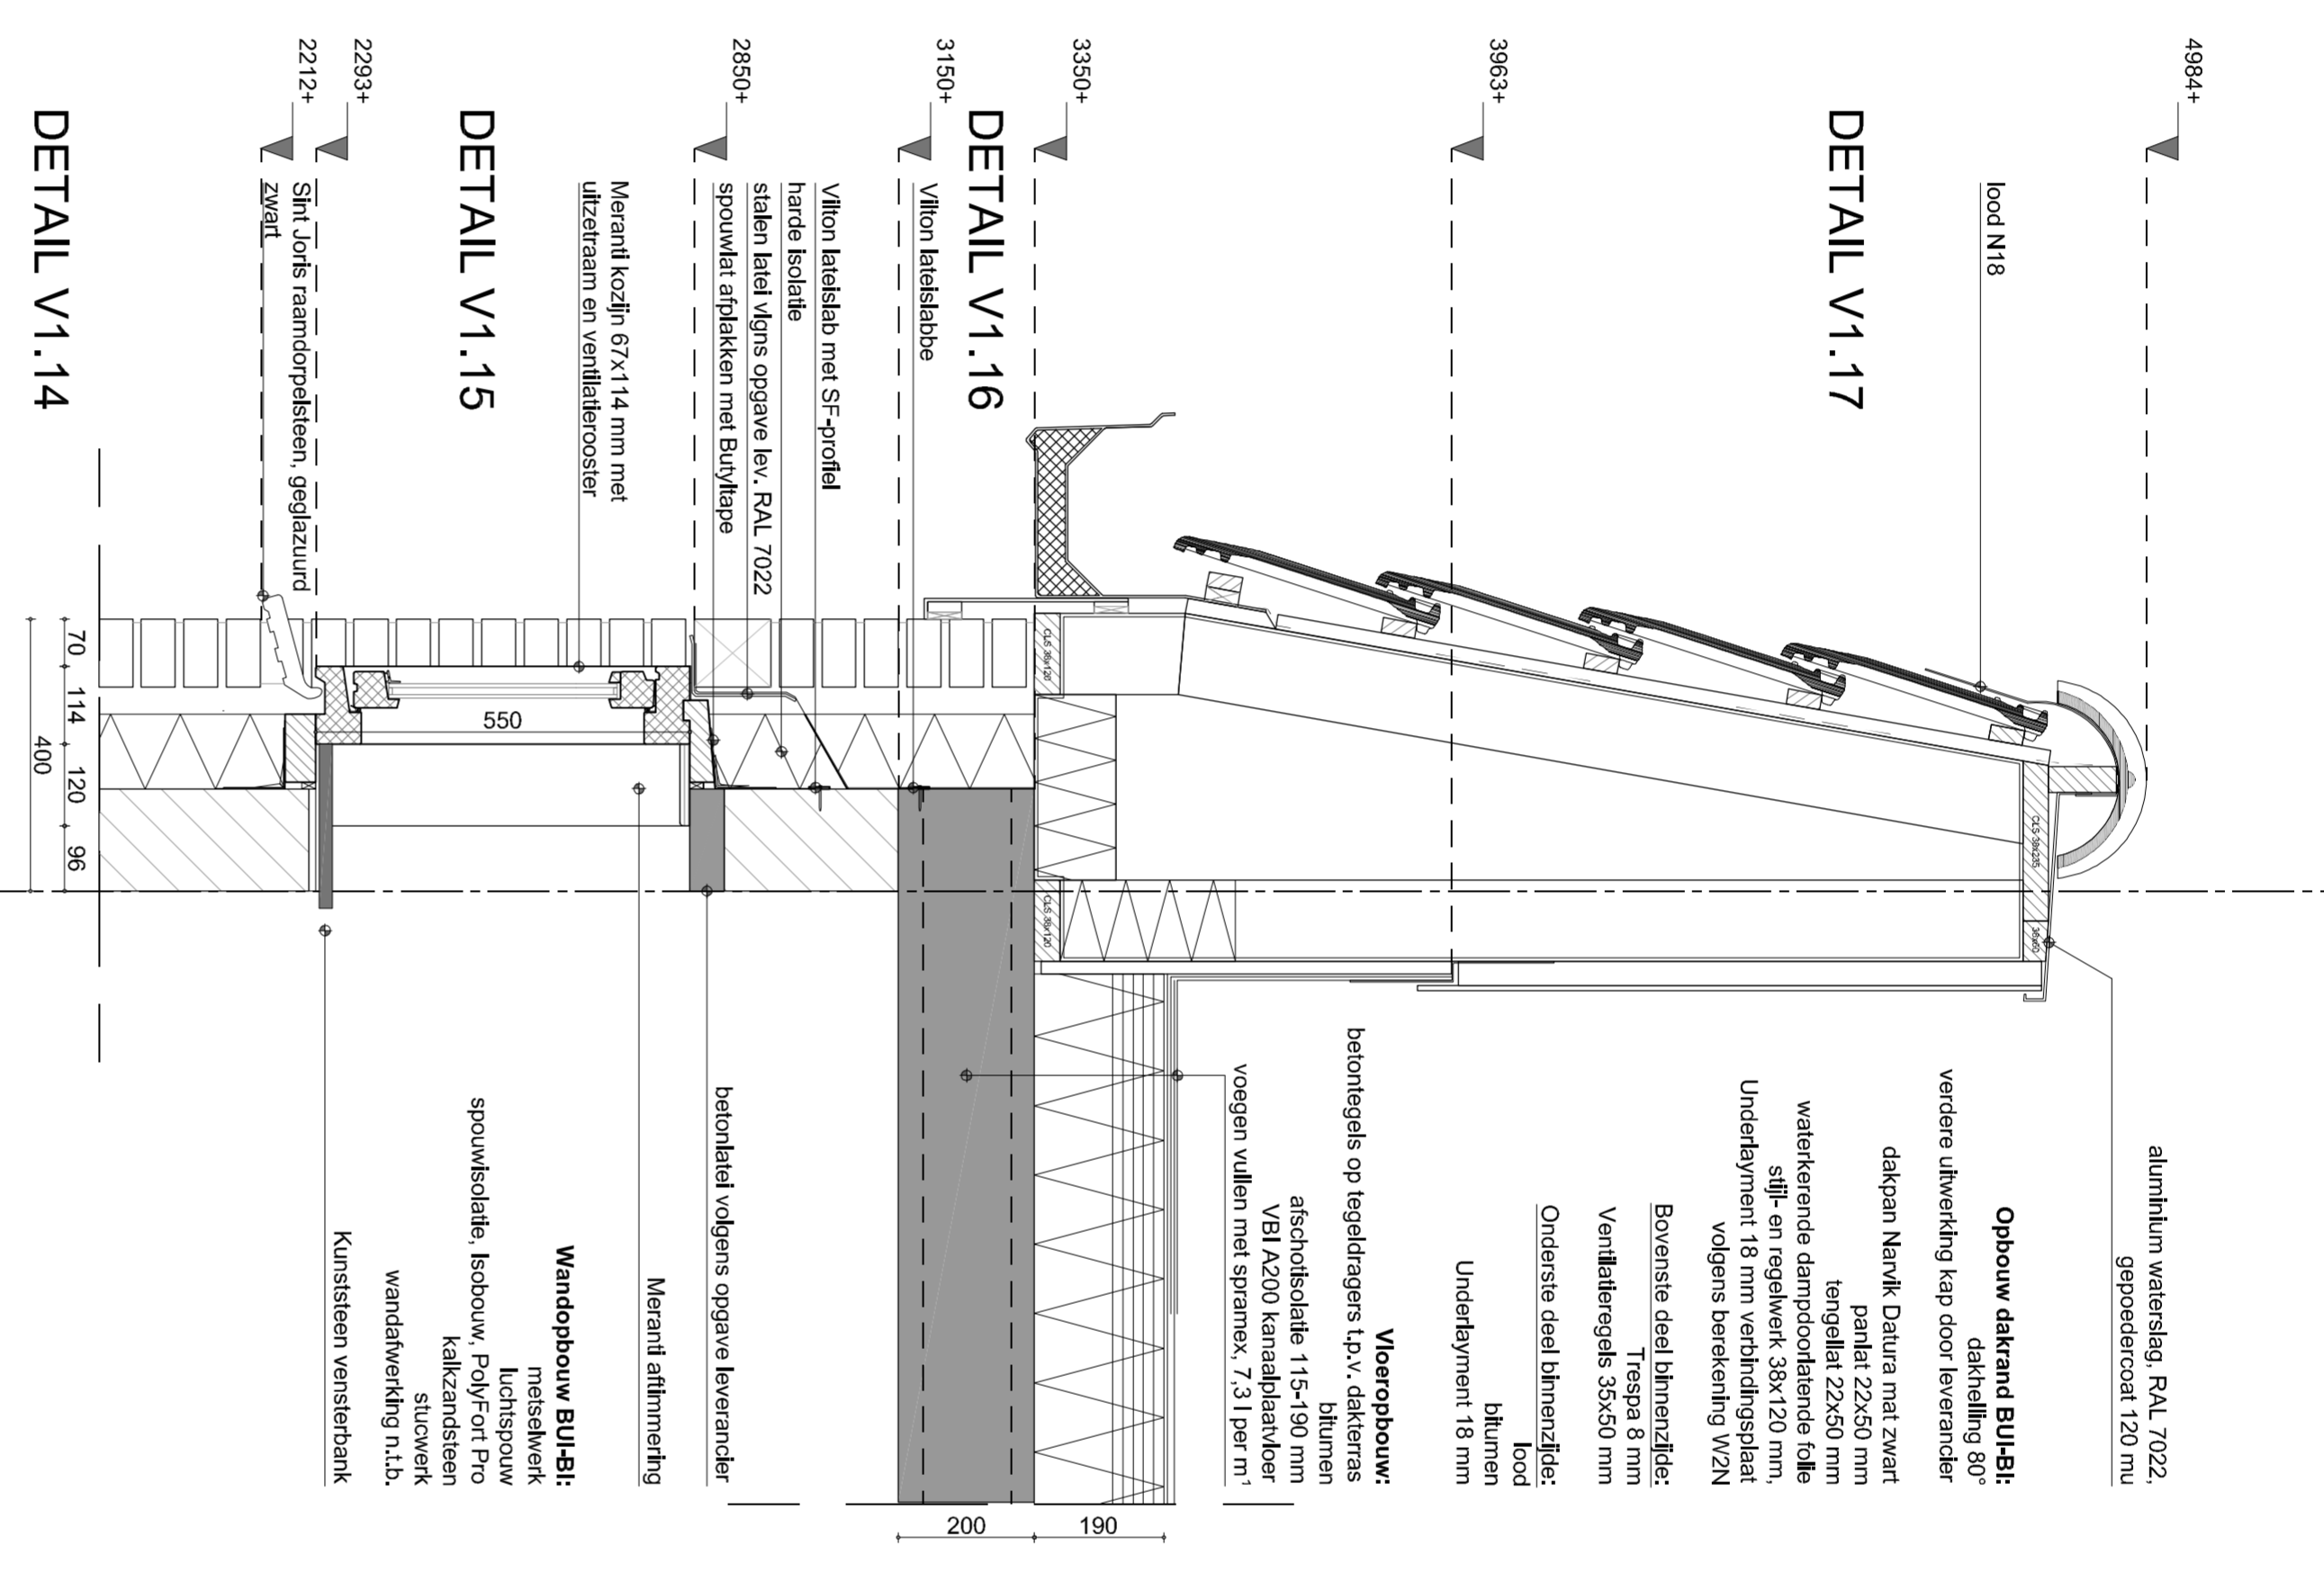 4984+
DETAIL V1.17
lood N18
3963+
3350+
DETAIL V1.16
3150+
Vilton lateislabbe
Vilton lateislab met SF-profiel
harde isolatie
stalen latei vlgns opgave lev. RAL 7022
spouwlat afplakken met Butyltape
2850+
Meranti kozijn 67x114 mm met
uitzetraam en ventilatierooster
DETAIL V1.15
2293+
2212+
Sint Joris raamdorpelsteen, geglazuurd
zwart
DETAIL V1.14
CLS 38x235
38x60
CLS 38x120
CLS 38x120
550
70
114
120
96
400
aluminium waterslag, RAL 7022,
gepoedercoat 120 mu
Opbouw dakrand BUI-BI:
dakhelling 80°
verdere uitwerking kap door leverancier
dakpan Narvik Datura mat zwart
panlat 22x50 mm
tengellat 22x50 mm
waterkerende dampdoorlatende folie
stijl- en regelwerk 38x120 mm,
Underlayment 18 mm verbindingsplaat
volgens berekening W2N
Bovenste deel binnenzijde:
Trespa 8 mm
Ventilatieregels 35x50 mm
Onderste deel binnenzijde:
lood
bitumen
Underlayment 18 mm
Vloeropbouw:
betontegels op tegeldragers t.p.v. dakterras
bitumen
afschotisolatie 115-190 mm
VBI A200 kanaalplaatvloer
voegen vullen met spramex, 7,3 l per m¹
190
200
betonlatei volgens opgave leverancier
Meranti aftimmering
Wandopbouw BUI-BI:
metselwerk
luchtspouw
spouwisolatie, Isobouw, PolyFort Pro
kalkzandsteen
stucwerk
wandafwerking n.t.b.
Kunststeen vensterbank